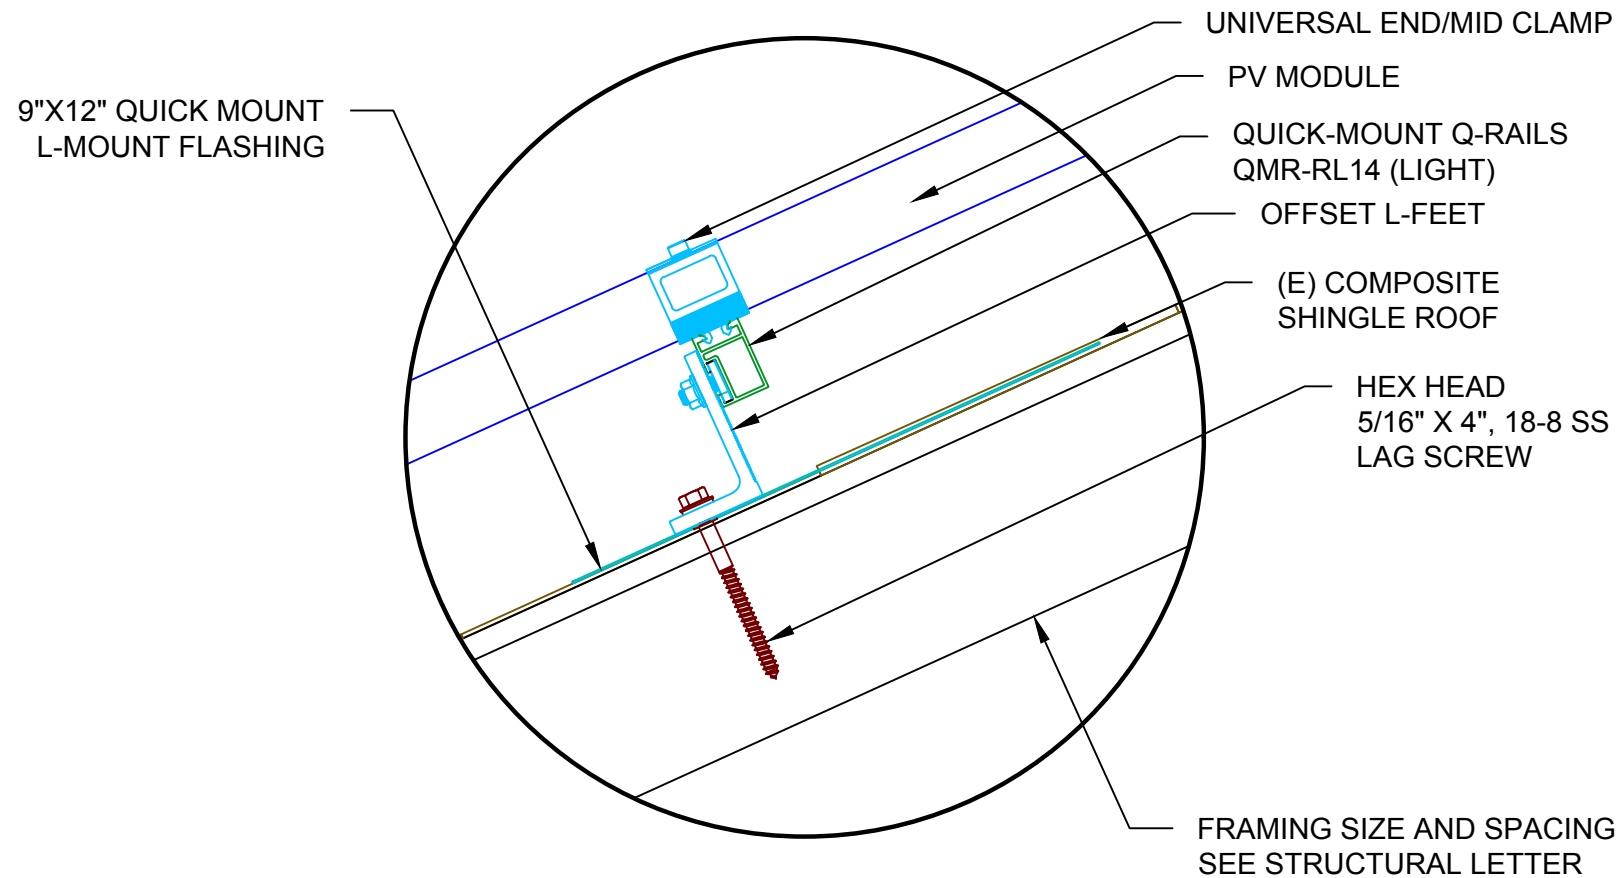 9"X12" QUICK MOUNT
L-MOUNT FLASHING
UNIVERSAL END/MID CLAMP
PV MODULE
QUICK-MOUNT Q-RAILS
QMR-RL14 (LIGHT)
OFFSET L-FEET
(E) COMPOSITE
SHINGLE ROOF
HEX HEAD
5/16" X 4", 18-8 SS
LAG SCREW
FRAMING SIZE AND SPACING
SEE STRUCTURAL LETTER